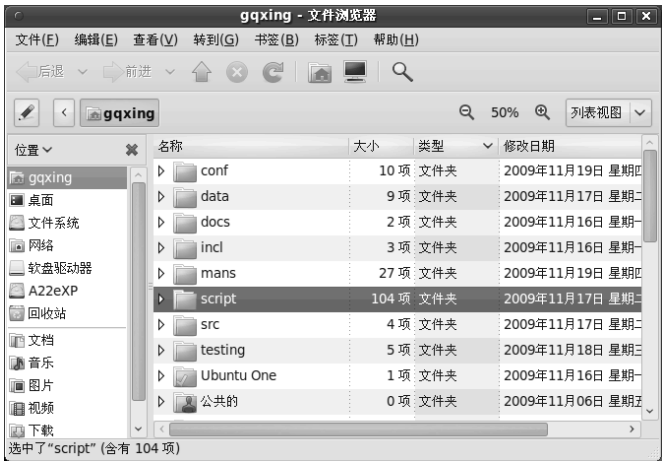 gqxing - 文件浏览器
文件(F) 编辑(E) 查看(V) 转到(G) 书签(B) 标签(T) 帮助(H)
后退 前进
gqxing 50% 列表视图
位置 名称 大小 类型 修改日期
gqxing
桌面
文件系统
网络
软盘驱动器
A22eXP
回收站
文档
音乐
图片
视频
下载
conf 10 项 文件夹 2009年11月19日 星期四
data 9 项 文件夹 2009年11月17日 星期二
docs 2 项 文件夹 2009年11月16日 星期一
incl 3 项 文件夹 2009年11月16日 星期一
mans 27 项 文件夹 2009年11月19日 星期四
script 104 项 文件夹 2009年11月17日 星期二
src 4 项 文件夹 2009年11月17日 星期二
testing 5 项 文件夹 2009年11月18日 星期三
Ubuntu One 1 项 文件夹 2009年11月16日 星期一
公共的 0 项 文件夹 2009年11月06日 星期五
选中了"script" (含有 104 项)